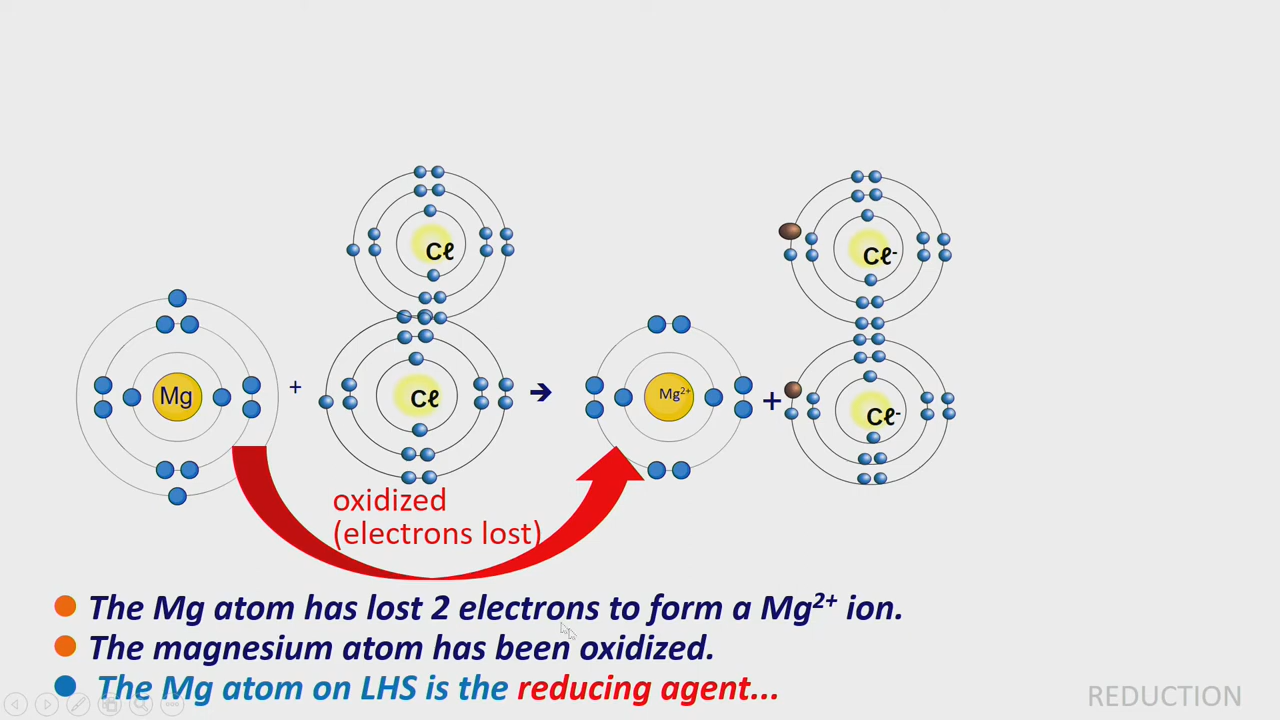 Cℓ
Cℓ⁻
Mg
+
Cℓ
➔
Mg²⁺
+
Cℓ⁻
oxidized
(electrons lost)
The Mg atom has lost 2 electrons to form a Mg²⁺ ion.
The magnesium atom has been oxidized.
The Mg atom on LHS is the reducing agent...
REDUCTION